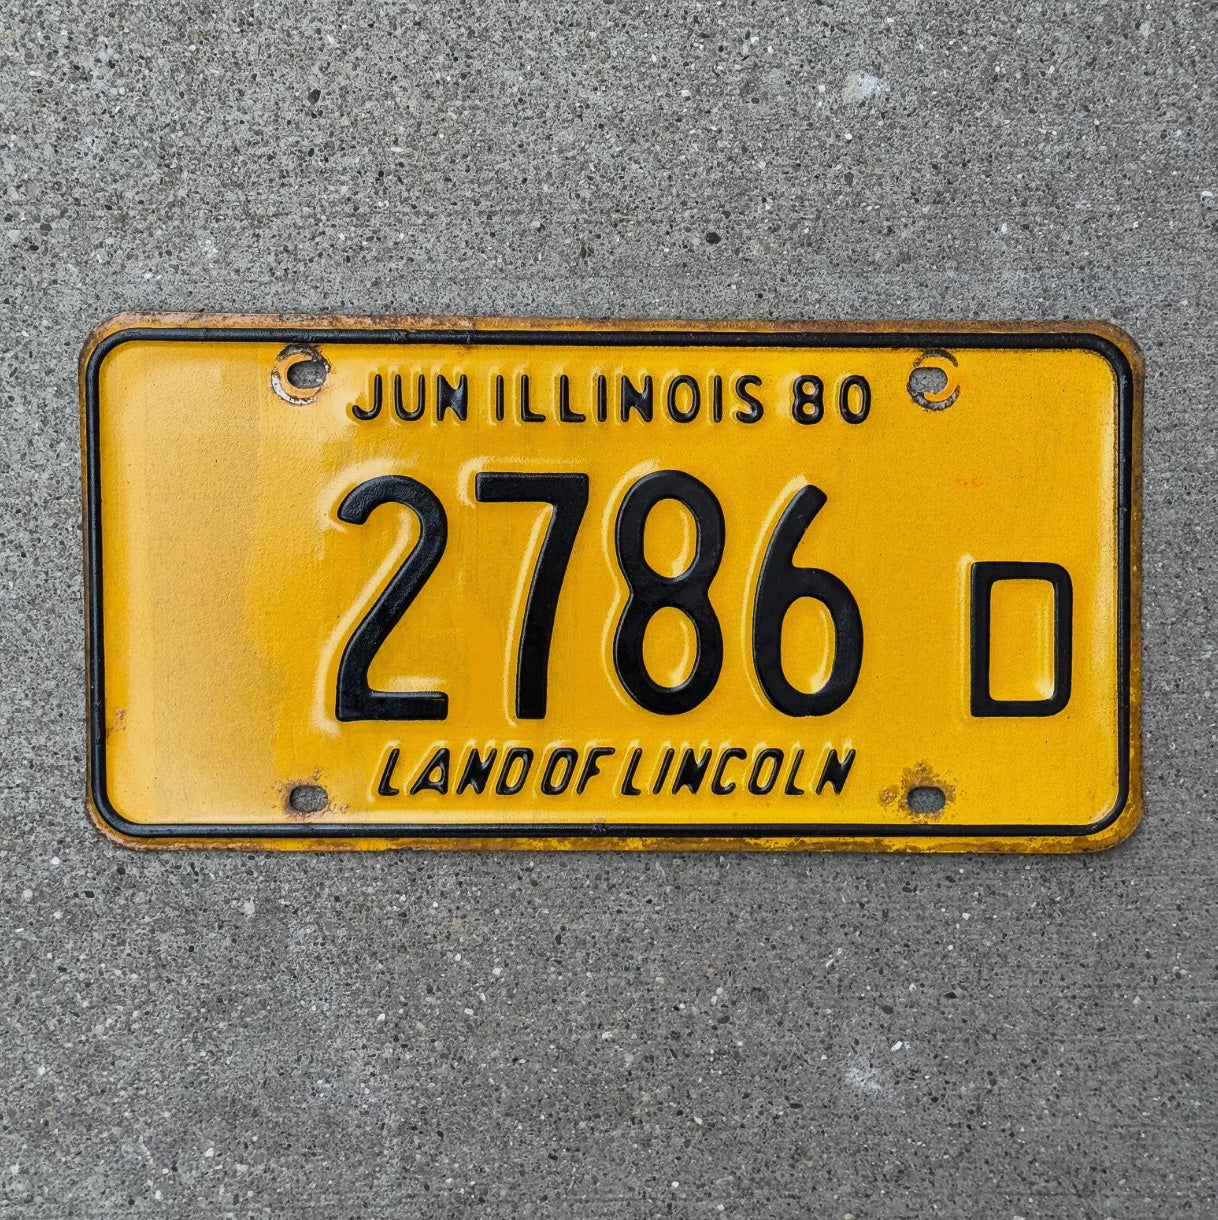 JUN ILLINOIS 80
2786 D
LAND OF LINCOLN